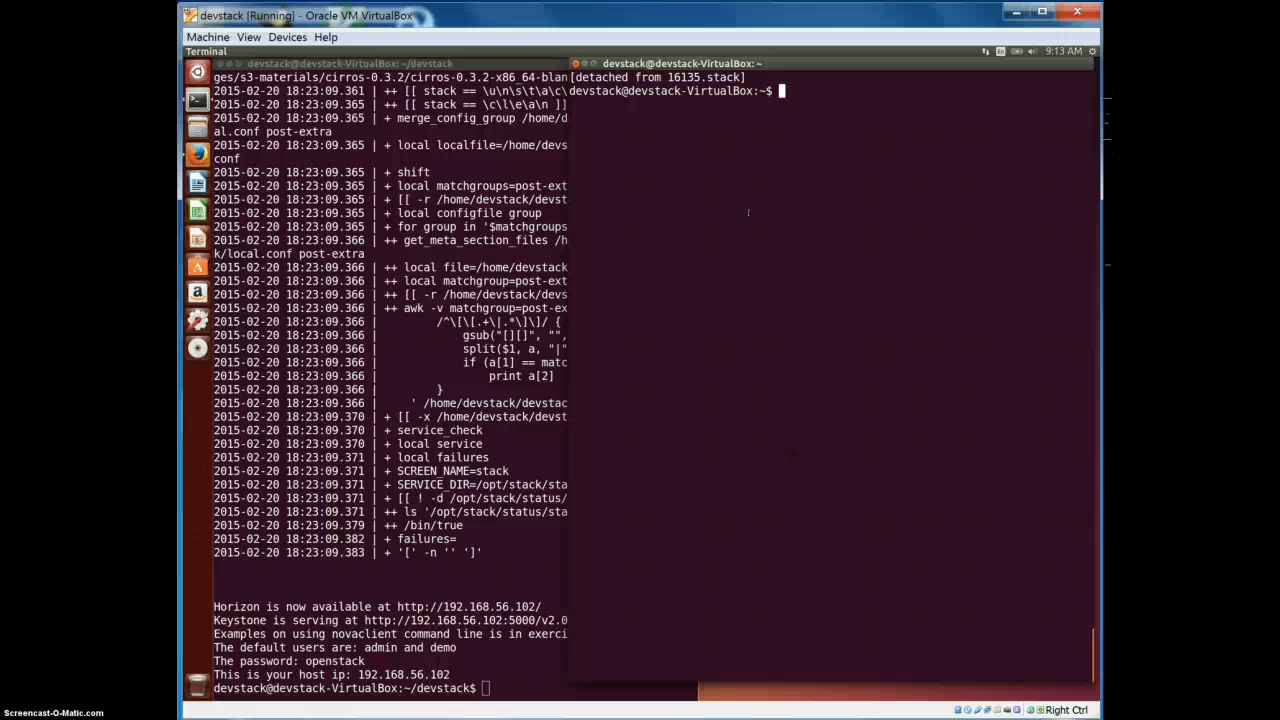 devstack [Running] - Oracle VM VirtualBox
Machine View Devices Help
Terminal
En
9:13 AM
devstack@devstack-VirtualBox: ~/devstack
ges/s3-materials/cirros-0.3.2/cirros-0.3.2-x86_64-blan
2015-02-20 18:23:09.361 | ++ [[ stack == \u\n\s\t\a\c\
2015-02-20 18:23:09.365 | ++ [[ stack == \c\l\e\a\n ]]
2015-02-20 18:23:09.365 | + merge_config_group /home/d
al.conf post-extra
2015-02-20 18:23:09.365 | + local localfile=/home/devs
conf
2015-02-20 18:23:09.365 | + shift
2015-02-20 18:23:09.365 | + local matchgroups=post-ext
2015-02-20 18:23:09.365 | + [[ -r /home/devstack/devst
2015-02-20 18:23:09.365 | + local configfile group
2015-02-20 18:23:09.365 | + for group in '$matchgroups
2015-02-20 18:23:09.366 | ++ get_meta_section_files /h
k/local.conf post-extra
2015-02-20 18:23:09.366 | ++ local file=/home/devstack
2015-02-20 18:23:09.366 | ++ local matchgroup=post-ext
2015-02-20 18:23:09.366 | ++ [[ -r /home/devstack/devs
2015-02-20 18:23:09.366 | ++ awk -v matchgroup=post-ex
2015-02-20 18:23:09.366 | /^\[\[.+\|.*\]\]/ {
2015-02-20 18:23:09.366 | gsub("[][]", "",
2015-02-20 18:23:09.366 | split($1, a, "|"
2015-02-20 18:23:09.366 | if (a[1] == matc
2015-02-20 18:23:09.366 | print a[2]
2015-02-20 18:23:09.366 | }
2015-02-20 18:23:09.366 | ' /home/devstack/devstac
2015-02-20 18:23:09.370 | + [[ -x /home/devstack/devst
2015-02-20 18:23:09.370 | + service_check
2015-02-20 18:23:09.370 | + local service
2015-02-20 18:23:09.371 | + local failures
2015-02-20 18:23:09.371 | + SCREEN_NAME=stack
2015-02-20 18:23:09.371 | + SERVICE_DIR=/opt/stack/sta
2015-02-20 18:23:09.371 | + [[ ! -d /opt/stack/status/
2015-02-20 18:23:09.371 | ++ ls '/opt/stack/status/sta
2015-02-20 18:23:09.379 | ++ /bin/true
2015-02-20 18:23:09.382 | + failures=
2015-02-20 18:23:09.383 | + '[' -n '' ']'
Horizon is now available at http://192.168.56.102/
Keystone is serving at http://192.168.56.102:5000/v2.0
Examples on using novaclient command line is in exerci
The default users are: admin and demo
The password: openstack
This is your host ip: 192.168.56.102
devstack@devstack-VirtualBox:~/devstack$
devstack@devstack-VirtualBox: ~
[detached from 16135.stack]
devstack@devstack-VirtualBox:~$
Right Ctrl
Screencast-O-Matic.com